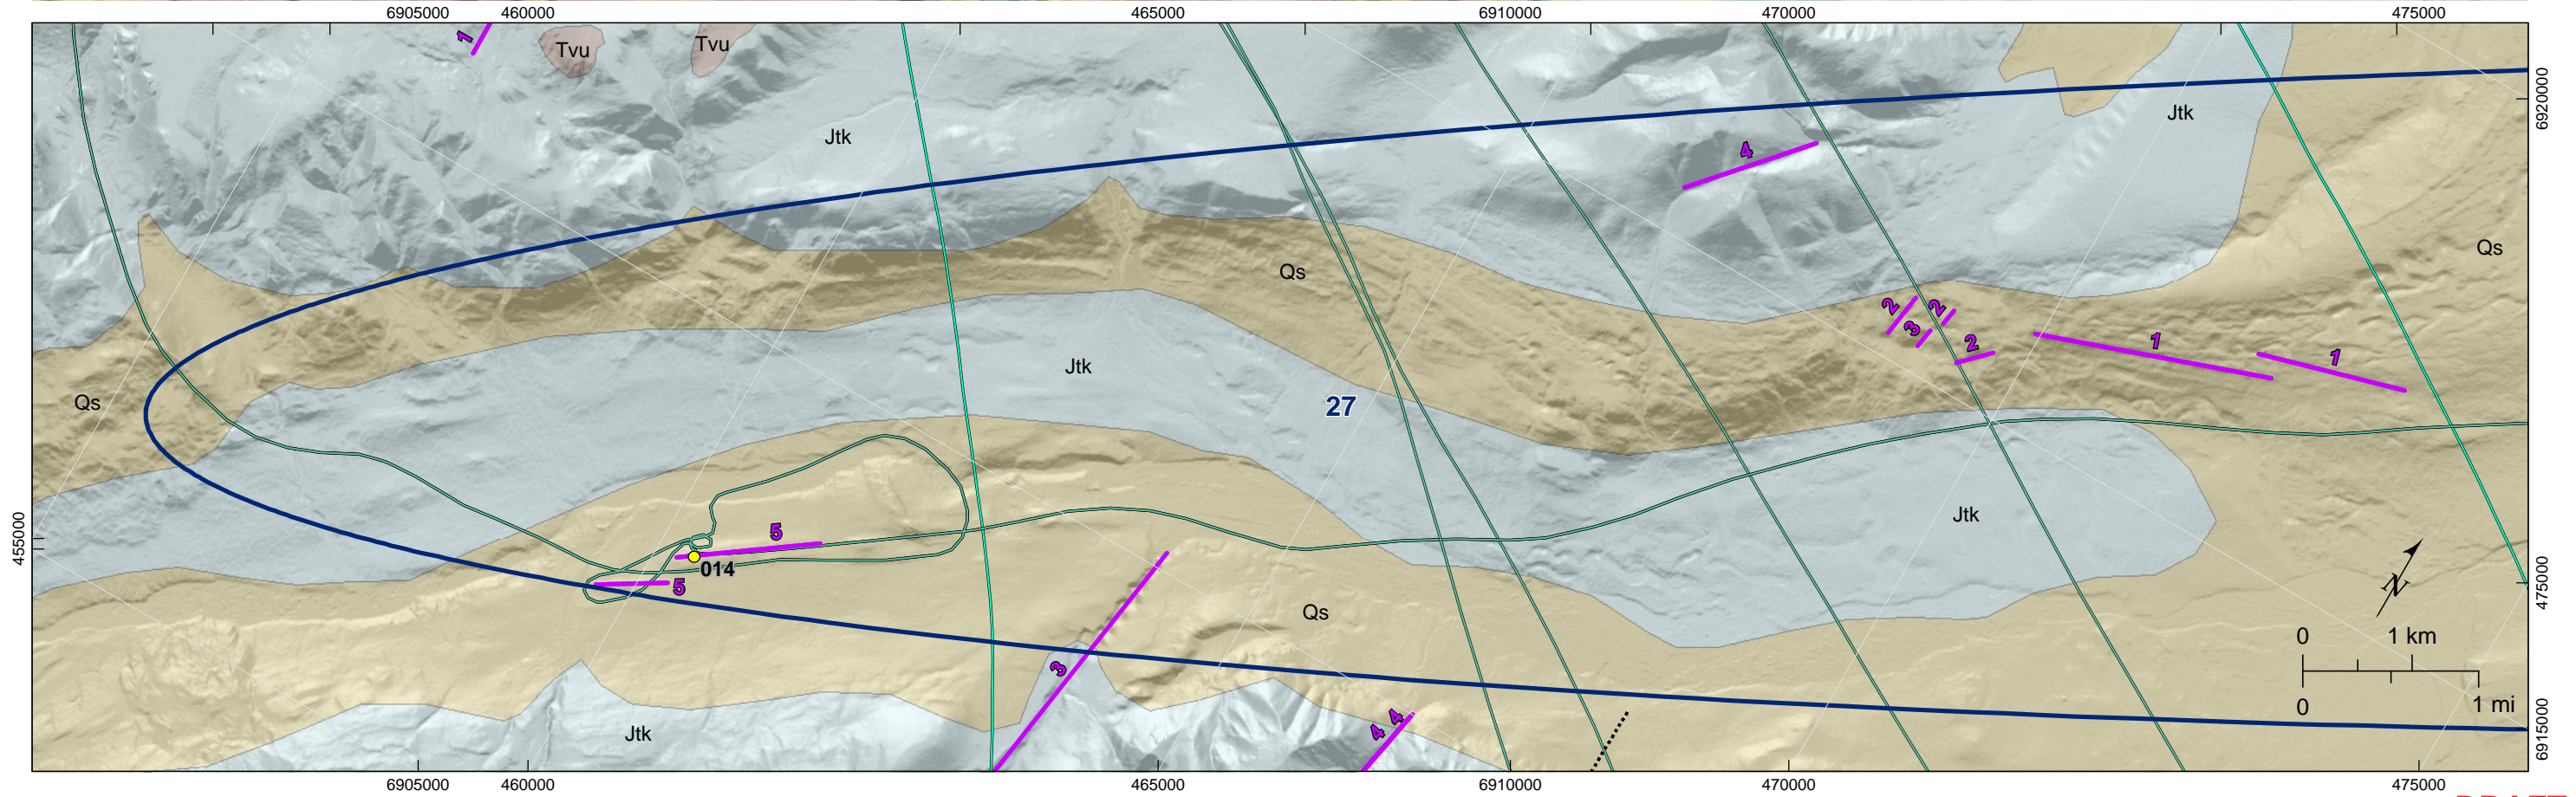 6905000 460000 465000 6910000 470000 475000
1 Tvu Tvu
6920000
Jtk Jtk
4
Qs Qs
2 2
3 2 1 1
Jtk
Qs 27
Jtk
455000
5
014
5
475000
N
Qs
0 1 km
3
4 4
Jtk
0 1 mi
6915000
6905000 460000 465000 6910000 470000 475000